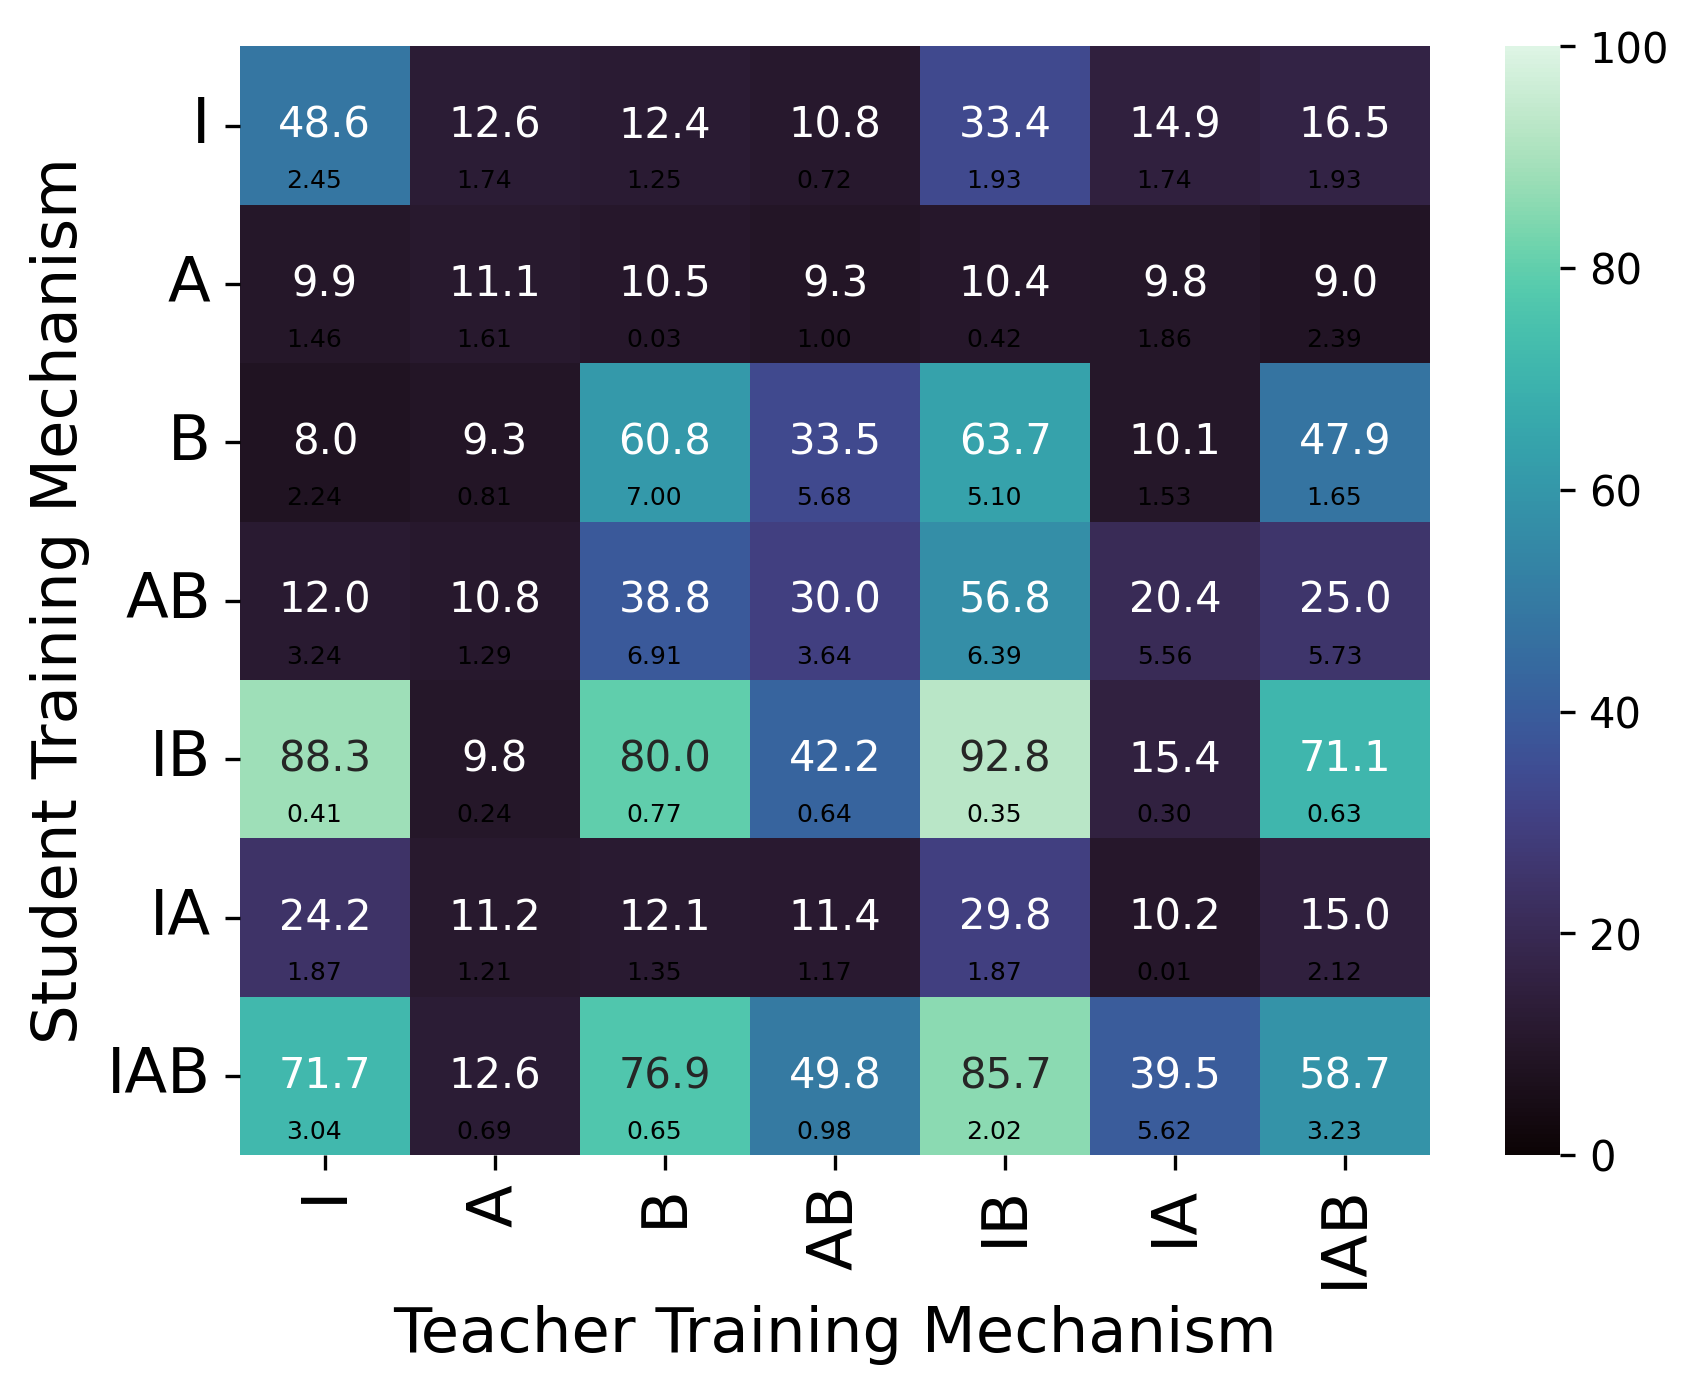 I 48.6 12.6 12.4 10.8 33.4 14.9 16.5
2.45 1.74 1.25 0.72 1.93 1.74 1.93
A 9.9 11.1 10.5 9.3 10.4 9.8 9.0
1.46 1.61 0.03 1.00 0.42 1.86 2.39
B 8.0 9.3 60.8 33.5 63.7 10.1 47.9
2.24 0.81 7.00 5.68 5.10 1.53 1.65
AB 12.0 10.8 38.8 30.0 56.8 20.4 25.0
3.24 1.29 6.91 3.64 6.39 5.56 5.73
IB 88.3 9.8 80.0 42.2 92.8 15.4 71.1
0.41 0.24 0.77 0.64 0.35 0.30 0.63
IA 24.2 11.2 12.1 11.4 29.8 10.2 15.0
1.87 1.21 1.35 1.17 1.87 0.01 2.12
IAB 71.7 12.6 76.9 49.8 85.7 39.5 58.7
3.04 0.69 0.65 0.98 2.02 5.62 3.23
I A B AB IB IA IAB
Teacher Training Mechanism
Student Training Mechanism
100
80
60
40
20
0